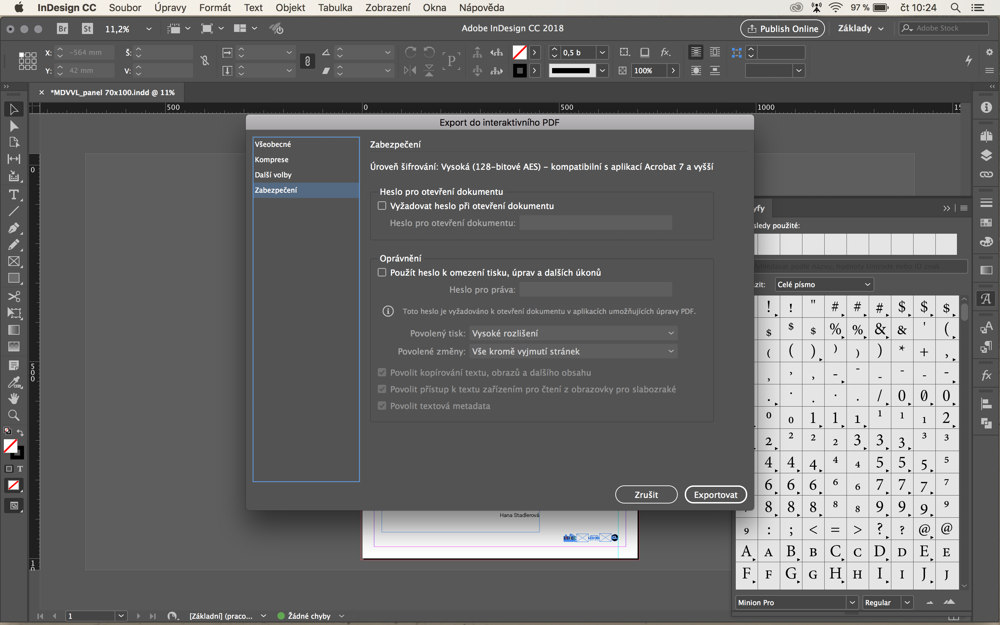 InDesign CC Soubor Úpravy Formát Text Objekt Tabulka Zobrazení Okna Nápověda 97 % čt 10:24
Br St 11,2% Adobe InDesign CC 2018 Publish Online Základy Adobe Stock
X: -564 mm Š: 0,5 b
Y: 42 mm V: 100%
*MDVVL_panel 70x100.indd @ 11%
500 0 500 1000 15
Export do interaktivního PDF
Všeobecné
Komprese
Další volby
Zabezpečení
Zabezpečení
Úroveň šifrování: Vysoká (128-bitové AES) – kompatibilní s aplikací Acrobat 7 a vyšší
Heslo pro otevření dokumentu
Vyžadovat heslo při otevření dokumentu
Heslo pro otevření dokumentu:
Oprávnění
Použít heslo k omezení tisku, úprav a dalších úkonů
Heslo pro práva:
Toto heslo je vyžadováno k otevření dokumentu v aplikacích umožňujících úpravy PDF.
Povolený tisk: Vysoké rozlišení
Povolené změny: Vše kromě vyjmutí stránek
Povolit kopírování textu, obrazů a dalšího obsahu
Povolit přístup k textu zařízením pro čtení z obrazovky pro slabozraké
Povolit textová metadata
Zrušit Exportovat
Hana Stadlerová
yfy
sledy použité:
yhledávat podle názvu, hodnoty Unicode nebo ID znak
zit: Celé písmo
! ! " # # # $ $ $
$ $ $ % % & & ' (
( ( ) ) ) ) * + ,
, ’ , - - - - - -
. · . · . / 0 0 0
0 0 1 1 1 1 1 1 2
2 2 2 2 3 3 3 3 3
4 4 4 4 4 5 5 5 5
6 6 6 6 6 7 7 7 7
8 8 8 8 8 9 9 9 9
9 : ; < = > ? ? @ @
A A B B C C D D E E
F F G G H H I I J J
Minion Pro Regular
0
500
10
1 [Základní] (praco... Žádné chyby